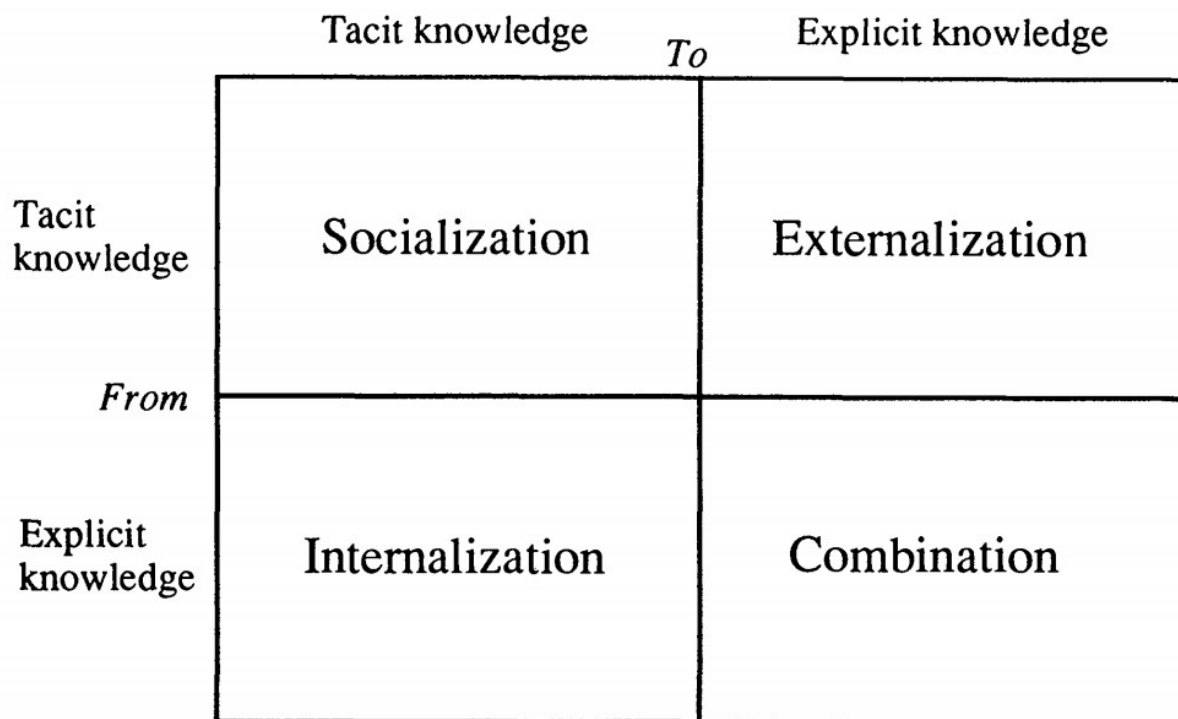 Tacit knowledge
To
Explicit knowledge
Tacit
knowledge
Socialization
Externalization
From
Explicit
knowledge
Internalization
Combination